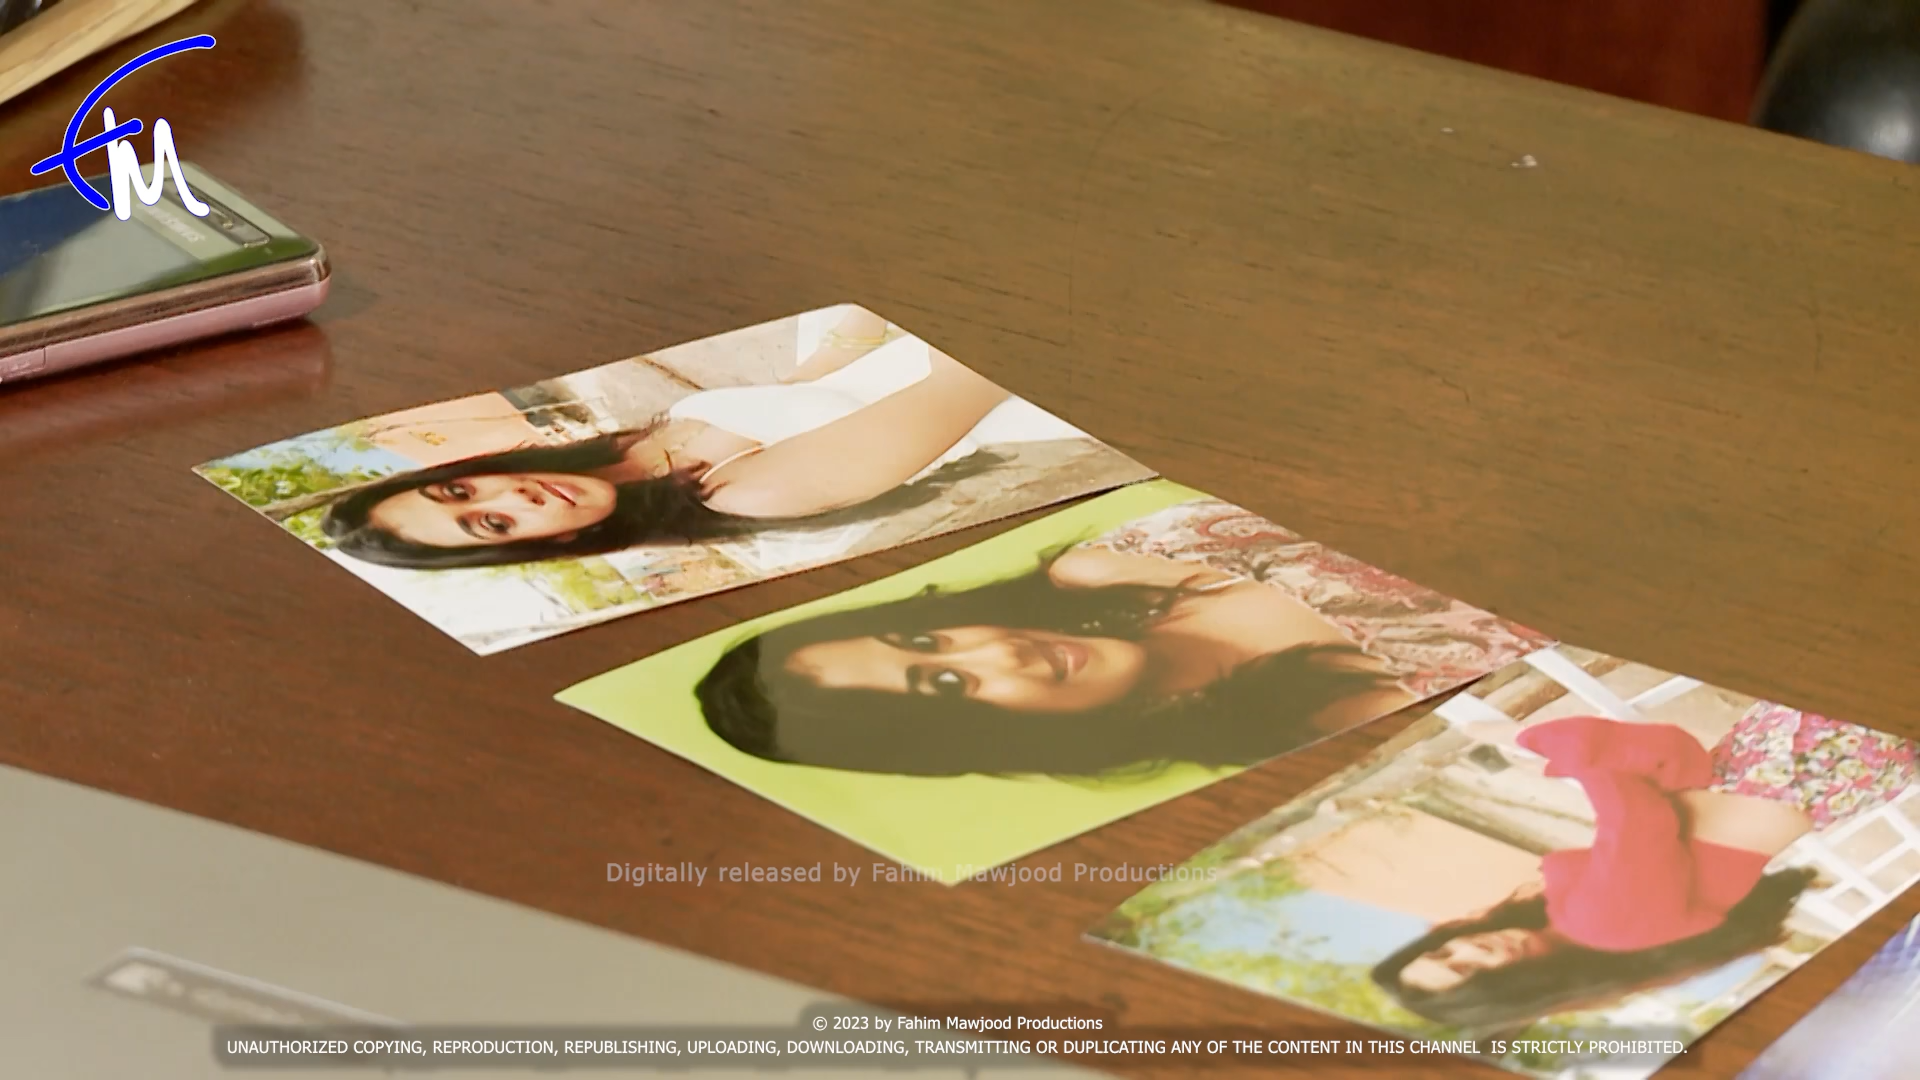 FM
Digitally released by Fahim Mawjood Productions
© 2023 by Fahim Mawjood Productions
UNAUTHORIZED COPYING, REPRODUCTION, REPUBLISHING, UPLOADING, DOWNLOADING, TRANSMITTING OR DUPLICATING ANY OF THE CONTENT IN THIS CHANNEL IS STRICTLY PROHIBITED.